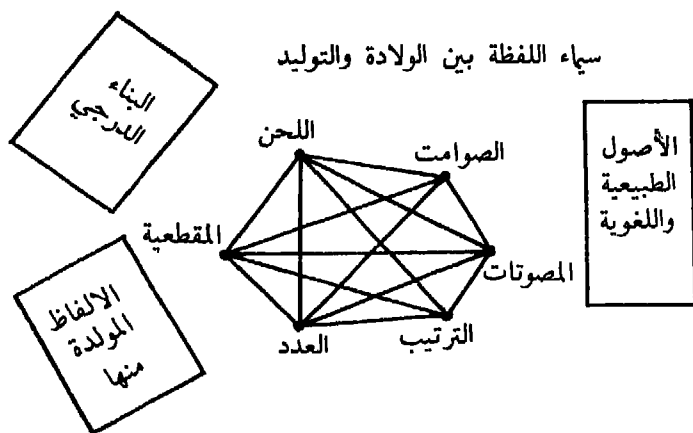 سيماء اللفظة بين الولادة والتوليد
البناء
الدرجي
اللحن
الصوامت
الأصول
الطبيعية
واللغوية
المقطعية
المصوتات
الالفاظ
المولدة
منها
العدد
الترتيب